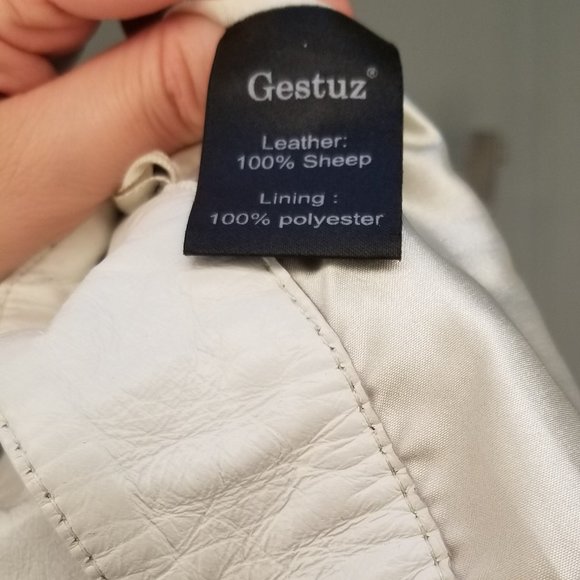 Gestuz®
Leather:
100% Sheep
Lining :
100% polyester